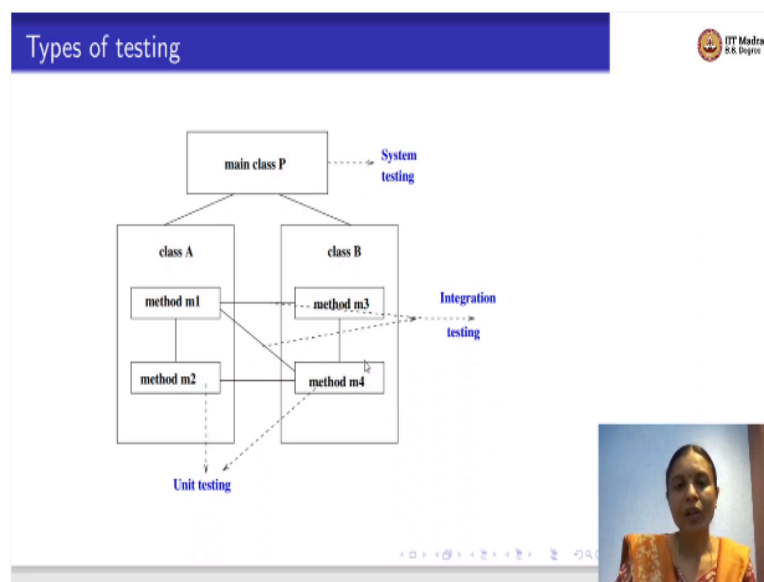 Types of testing
IIT Madra
B.S. Degree
main class P
System
testing
class A
class B
method m1
method m3
Integration
testing
method m2
method m4
Unit testing